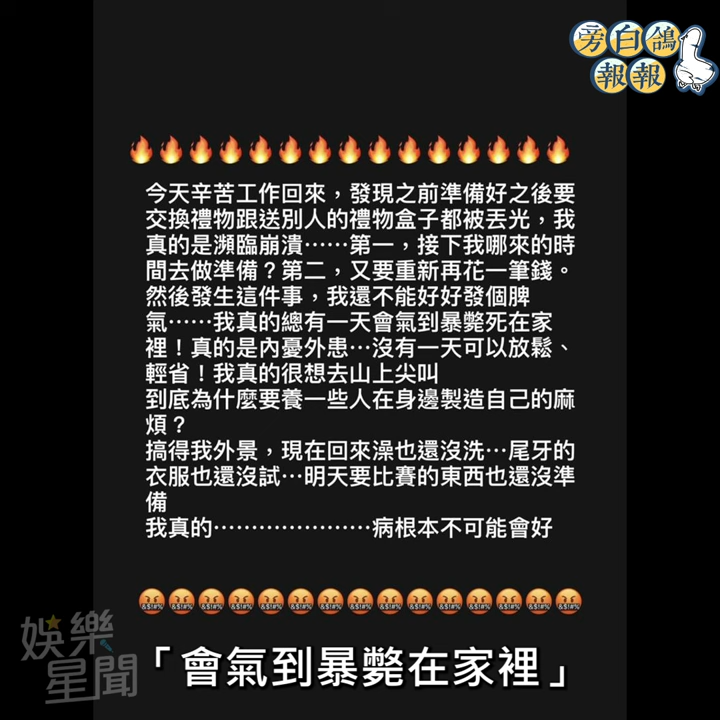 旁白鴿
報報
今天辛苦工作回來，發現之前準備好之後要
交換禮物跟送別人的禮物盒子都被丟光，我
真的是瀕臨崩潰⋯⋯第一，接下我哪來的時
間去做準備？第二，又要重新再花一筆錢。
然後發生這件事，我還不能好好發個脾
氣⋯⋯我真的總有一天會氣到暴斃死在家
裡！真的是內憂外患⋯沒有一天可以放鬆、
輕省！我真的很想去山上尖叫
到底為什麼要養一些人在身邊製造自己的麻
煩？
搞得我外景，現在回來澡也還沒洗⋯尾牙的
衣服也還沒試⋯明天要比賽的東西也還沒準
備
我真的⋯⋯⋯⋯⋯⋯⋯病根本不可能會好
娛樂
星聞
「會氣到暴斃在家裡」